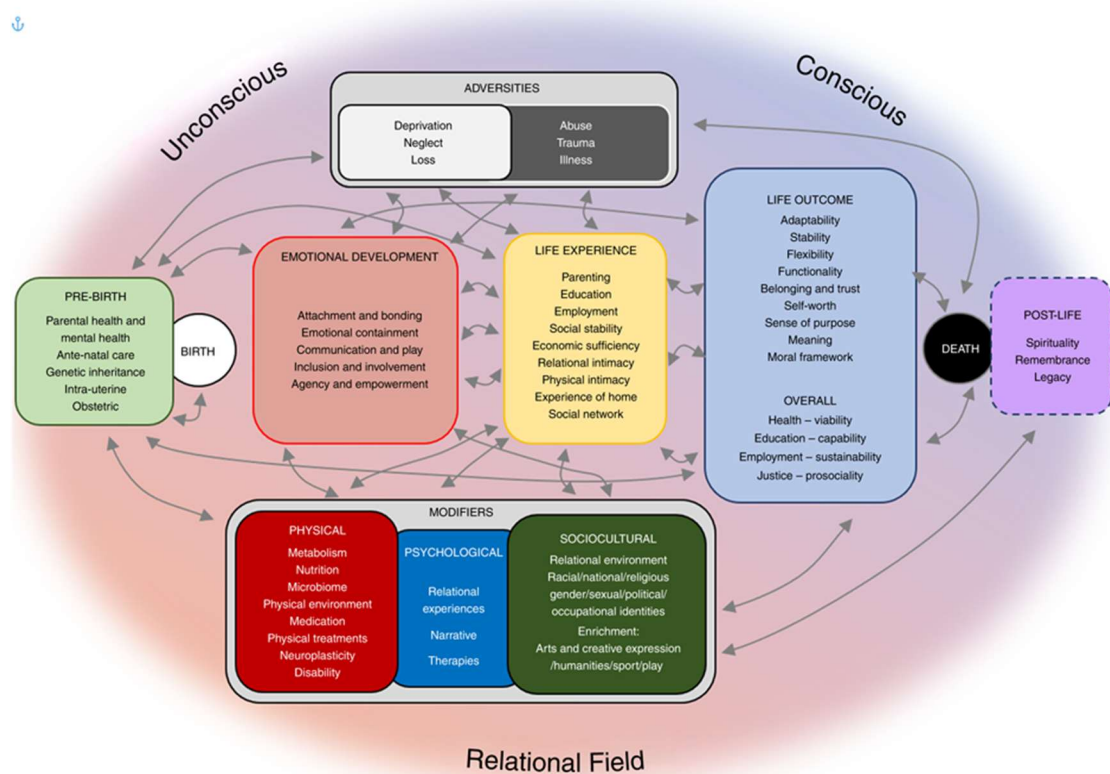 Unconscious
Conscious
ADVERSITIES
Deprivation
Neglect
Loss
Abuse
Trauma
Illness
PRE-BIRTH
Parental health and
mental health
Ante-natal care
Genetic inheritance
Intra-uterine
Obstetric
BIRTH
EMOTIONAL DEVELOPMENT
Attachment and bonding
Emotional containment
Communication and play
Inclusion and involvement
Agency and empowerment
LIFE EXPERIENCE
Parenting
Education
Employment
Social stability
Economic sufficiency
Relational intimacy
Physical intimacy
Experience of home
Social network
LIFE OUTCOME
Adaptability
Stability
Flexibility
Functionality
Belonging and trust
Self-worth
Sense of purpose
Meaning
Moral framework
OVERALL
Health – viability
Education – capability
Employment – sustainability
Justice – prosociality
DEATH
POST-LIFE
Spirituality
Remembrance
Legacy
MODIFIERS
PHYSICAL
Metabolism
Nutrition
Microbiome
Physical environment
Medication
Physical treatments
Neuroplasticity
Disability
PSYCHOLOGICAL
Relational
experiences
Narrative
Therapies
SOCIOCULTURAL
Relational environment
Racial/national/religious
gender/sexual/political/
occupational identities
Enrichment:
Arts and creative expression
/humanities/sport/play
Relational Field